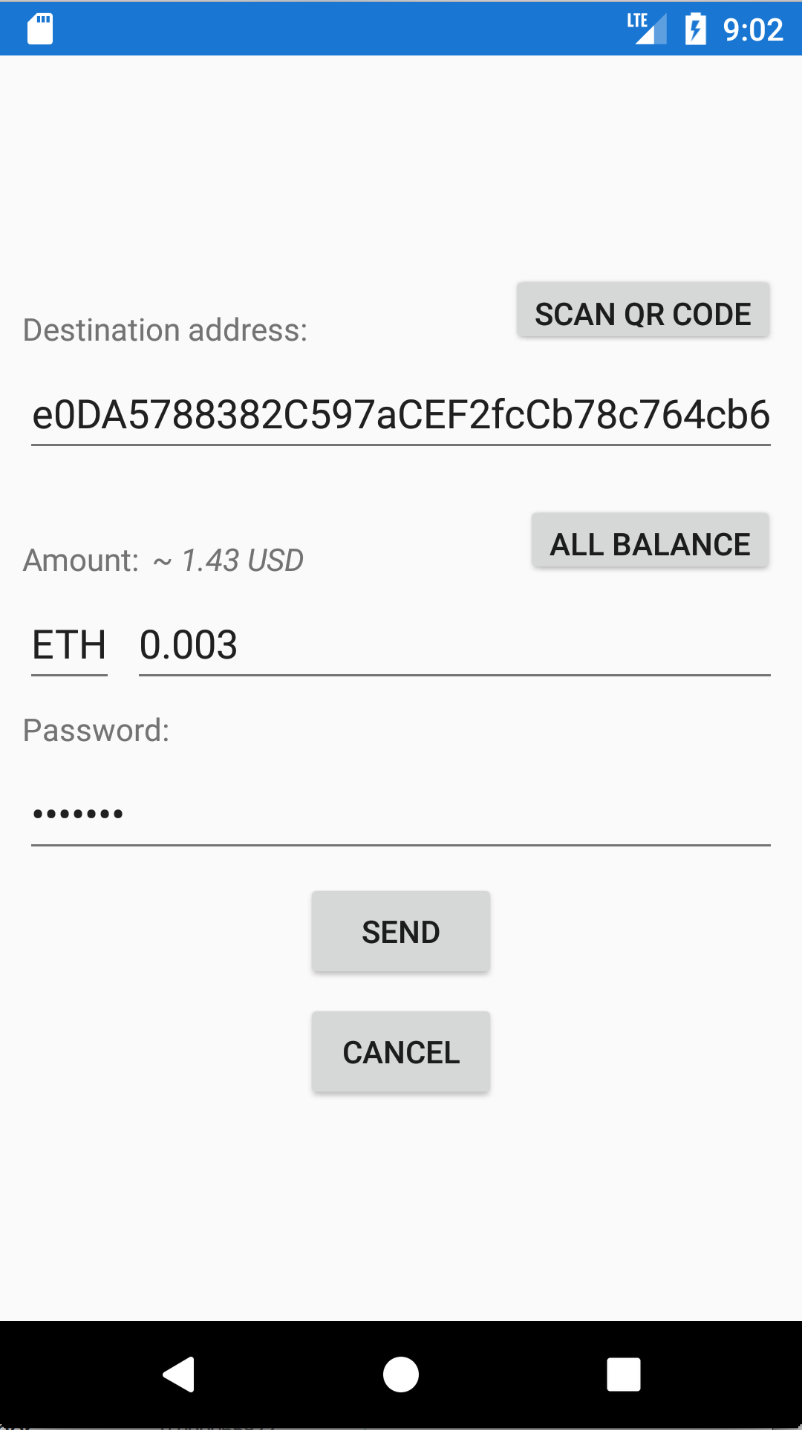 LTE 9:02
SCAN QR CODE
Destination address:
e0DA5788382C597aCEF2fcCb78c764cb6
ALL BALANCE
Amount: ~ 1.43 USD
ETH 0.003
Password:
•••••••
SEND
CANCEL